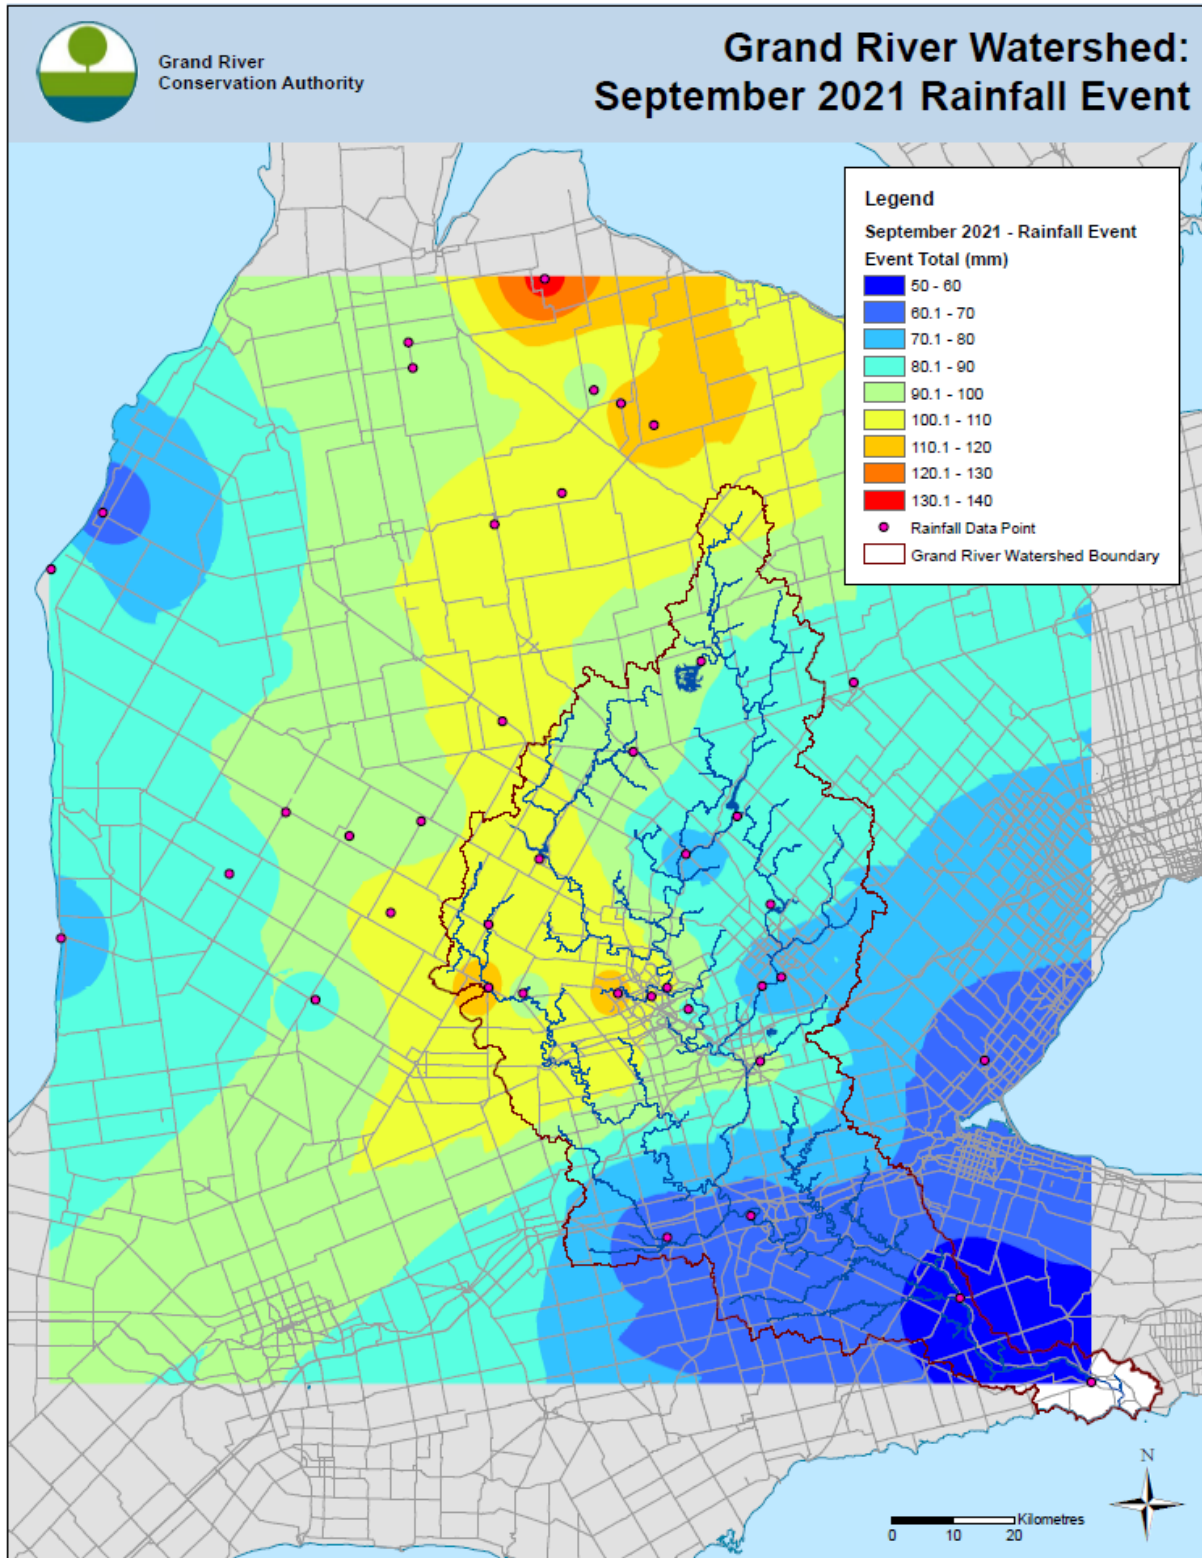 Grand River
Conservation Authority
Grand River Watershed:
September 2021 Rainfall Event
Legend
September 2021 - Rainfall Event
Event Total (mm)
50 - 60
60.1 - 70
70.1 - 80
80.1 - 90
90.1 - 100
100.1 - 110
110.1 - 120
120.1 - 130
130.1 - 140
Rainfall Data Point
Grand River Watershed Boundary
N
Kilometres
0 10 20